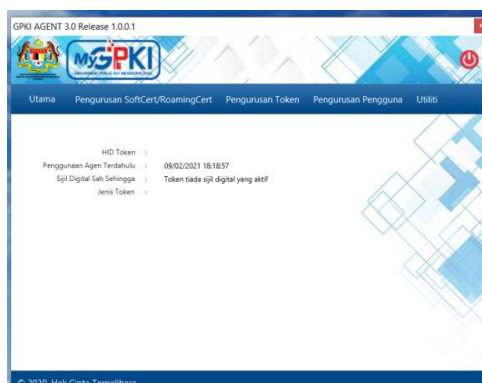 GPKI AGENT 3.0 Release 1.0.0.1
MyGPKI
Utama Pengurusan SoftCert/RoamingCert Pengurusan Token Pengurusan Pengguna Utiliti
HID Token :
Penggunaan Agen Terdahulu : 09/02/2021 18:18:57
Sijil Digital Sah Sehingga : Token tiada sijil digital yang aktif
Jenis Token :
© 2020, Hak Cipta Terpelihara